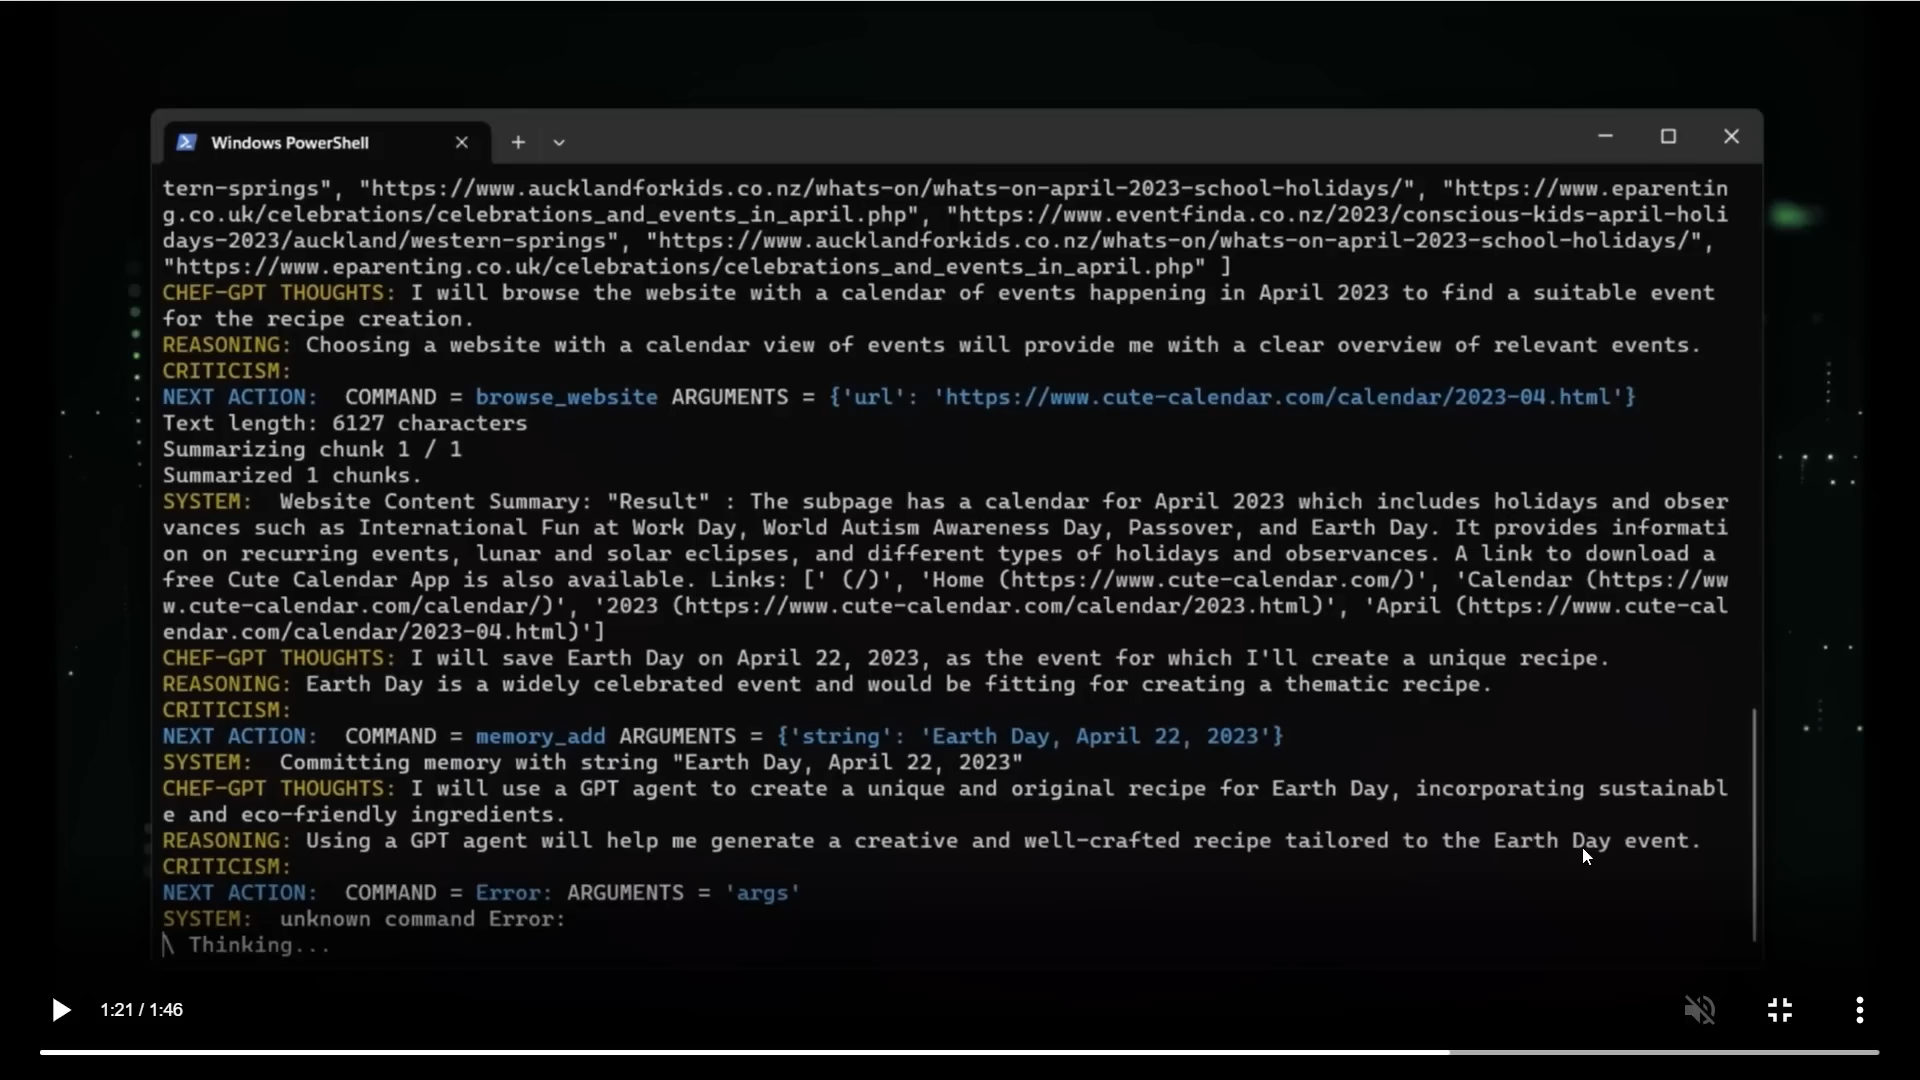 Windows PowerShell
tern-springs", "https://www.aucklandforkids.co.nz/whats-on/whats-on-april-2023-school-holidays/", "https://www.eparentin
g.co.uk/celebrations/celebrations_and_events_in_april.php", "https://www.eventfinda.co.nz/2023/conscious-kids-april-holi
days-2023/auckland/western-springs", "https://www.aucklandforkids.co.nz/whats-on/whats-on-april-2023-school-holidays/",
"https://www.eparenting.co.uk/celebrations/celebrations_and_events_in_april.php" ]
CHEF-GPT THOUGHTS: I will browse the website with a calendar of events happening in April 2023 to find a suitable event
for the recipe creation.
REASONING: Choosing a website with a calendar view of events will provide me with a clear overview of relevant events.
CRITICISM:
NEXT ACTION:  COMMAND = browse_website ARGUMENTS = {'url': 'https://www.cute-calendar.com/calendar/2023-04.html'}
Text length: 6127 characters
Summarizing chunk 1 / 1
Summarized 1 chunks.
SYSTEM:  Website Content Summary: "Result" : The subpage has a calendar for April 2023 which includes holidays and obser
vances such as International Fun at Work Day, World Autism Awareness Day, Passover, and Earth Day. It provides informati
on on recurring events, lunar and solar eclipses, and different types of holidays and observances. A link to download a
free Cute Calendar App is also available. Links: [' (/)', 'Home (https://www.cute-calendar.com/)', 'Calendar (https://ww
w.cute-calendar.com/calendar/)', '2023 (https://www.cute-calendar.com/calendar/2023.html)', 'April (https://www.cute-cal
endar.com/calendar/2023-04.html)']
CHEF-GPT THOUGHTS: I will save Earth Day on April 22, 2023, as the event for which I'll create a unique recipe.
REASONING: Earth Day is a widely celebrated event and would be fitting for creating a thematic recipe.
CRITICISM:
NEXT ACTION:  COMMAND = memory_add ARGUMENTS = {'string': 'Earth Day, April 22, 2023'}
SYSTEM:  Committing memory with string "Earth Day, April 22, 2023"
CHEF-GPT THOUGHTS: I will use a GPT agent to create a unique and original recipe for Earth Day, incorporating sustainabl
e and eco-friendly ingredients.
REASONING: Using a GPT agent will help me generate a creative and well-crafted recipe tailored to the Earth Day event.
CRITICISM:
NEXT ACTION:  COMMAND = Error: ARGUMENTS = 'args'
SYSTEM:  unknown command Error:
\ Thinking...
1:21 / 1:46